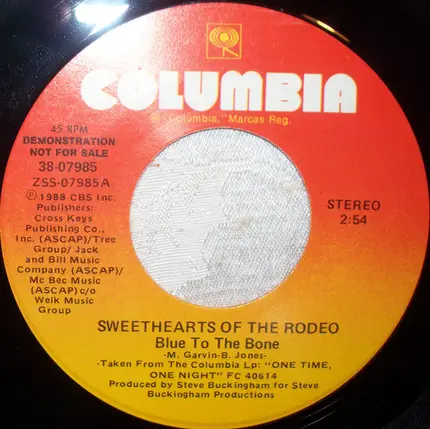 COLUMBIA
® "Columbia," Marcas Reg.
45 RPM
DEMONSTRATION
NOT FOR SALE
38-07985
ZSS-07985A
℗ 1988 CBS Inc.
Publishers:
Cross Keys
Publishing Co.,
Inc. (ASCAP)/Tree
Group/ Jack
and Bill Music
Company (ASCAP)/
Mc Bec Music
(ASCAP) c/o
Welk Music
Group
STEREO
2:54
SWEETHEARTS OF THE RODEO
Blue To The Bone
-M. Garvin-B. Jones-
-Taken From The Columbia Lp: "ONE TIME,
ONE NIGHT" FC 40614
Produced by Steve Buckingham for Steve
Buckingham Productions